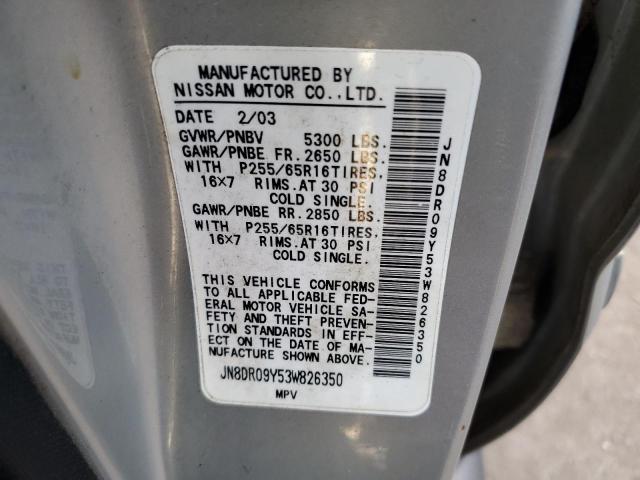 MANUFACTURED BY
NISSAN MOTOR CO.,LTD.
DATE 2/03
GVWR/PNBV 5300 LBS.
GAWR/PNBE FR. 2650 LBS.
WITH P255/65R16TIRES,
16×7 RIMS.AT 30 PSI
COLD SINGLE.
GAWR/PNBE RR. 2850 LBS.
WITH P255/65R16TIRES,
16×7 RIMS.AT 30 PSI
COLD SINGLE.
THIS VEHICLE CONFORMS
TO ALL APPLICABLE FED-
ERAL MOTOR VEHICLE SA-
FETY AND THEFT PREVEN-
TION STANDARDS IN EFF-
ECT ON THE DATE OF MA-
NUFACTURE SHOWN ABOVE.
JN8DR09Y53W826350
MPV
JN8DR09Y53W826350